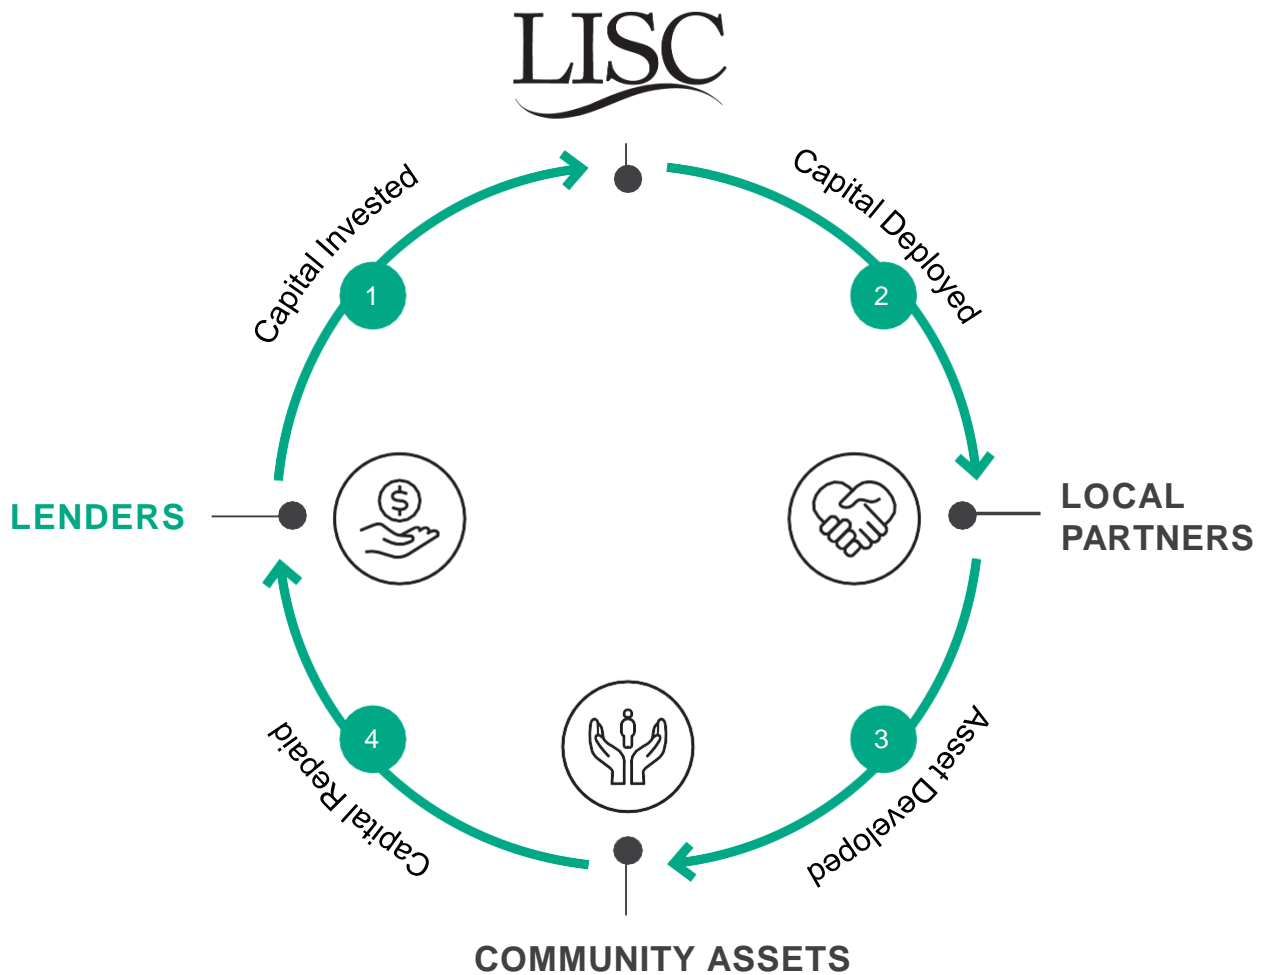 LISC
Capital Invested
Capital Deployed
1
2
LENDERS
$
LOCAL
PARTNERS
4
3
Capital Repaid
Asset Developed
COMMUNITY ASSETS